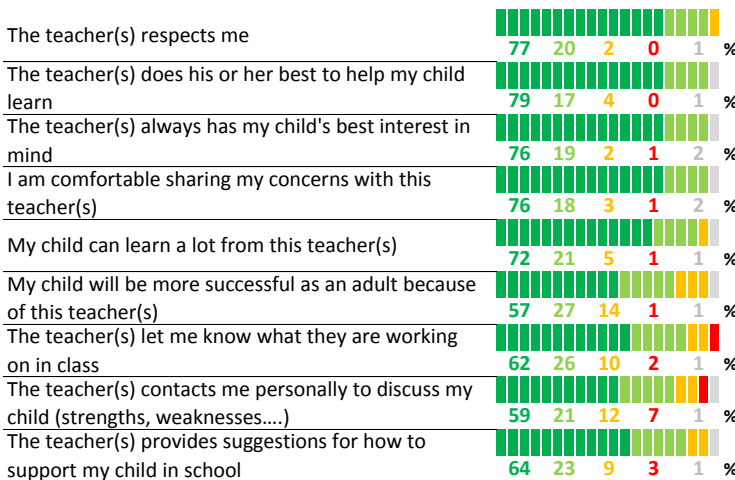 The teacher(s) respects me
77 20 2 0 1 %
The teacher(s) does his or her best to help my child
learn
79 17 4 0 1 %
The teacher(s) always has my child's best interest in
mind
76 19 2 1 2 %
I am comfortable sharing my concerns with this
teacher(s)
76 18 3 1 2 %
My child can learn a lot from this teacher(s)
72 21 5 1 1 %
My child will be more successful as an adult because
of this teacher(s)
57 27 14 1 1 %
The teacher(s) let me know what they are working
on in class
62 26 10 2 1 %
The teacher(s) contacts me personally to discuss my
child (strengths, weaknesses....)
59 21 12 7 1 %
The teacher(s) provides suggestions for how to
support my child in school
64 23 9 3 1 %